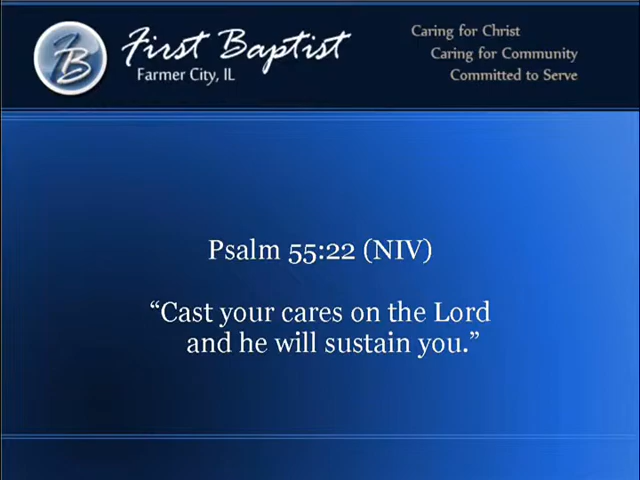 FB
First Baptist
Farmer City, IL
Caring for Christ
Caring for Community
Committed to Serve
Psalm 55:22 (NIV)
“Cast your cares on the Lord
and he will sustain you.”